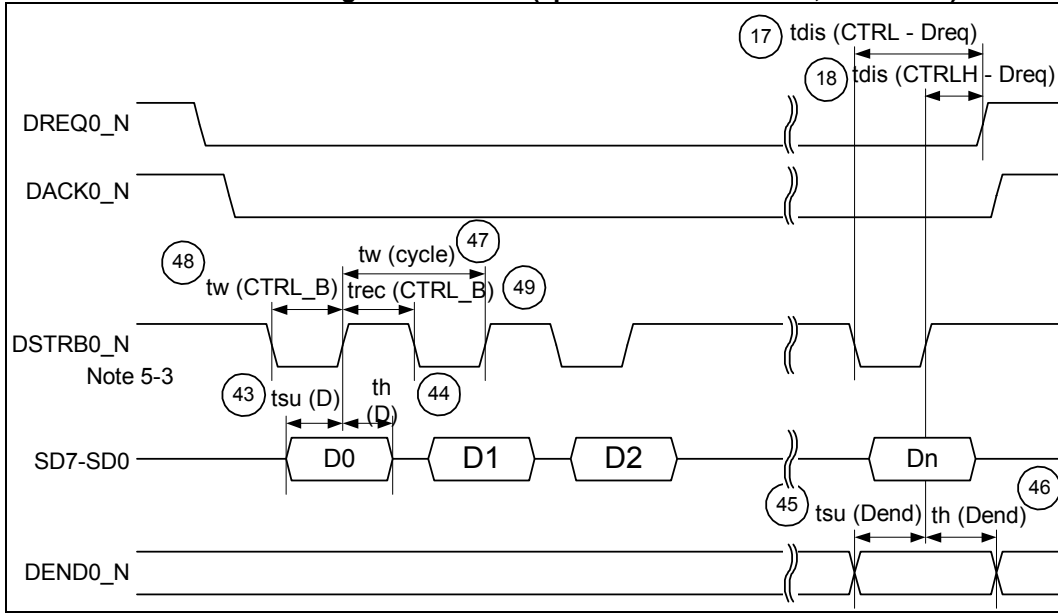 17 tdis (CTRL - Dreq)
18 tdis (CTRLH - Dreq)
DREQ0_N
DACK0_N
47
48 tw (cycle)
tw (CTRL_B) trec (CTRL_B) 49
DSTRB0_N
Note 5-3
43 tsu (D) th (D) 44
SD7-SD0 D0 D1 D2 Dn
45 46
tsu (Dend) th (Dend)
DEND0_N